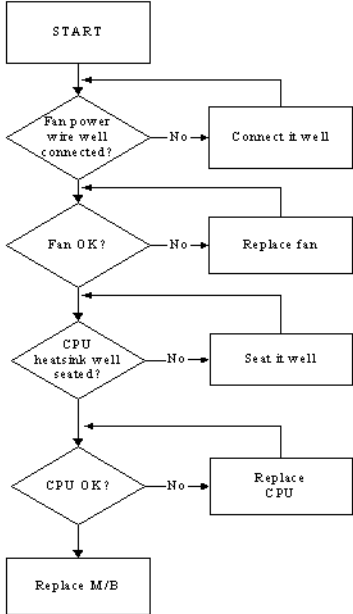 START
Fan power
wire well
connected?
No
Connect it well
Fan OK?
No
Replace fan
CPU
heatsink well
seated?
No
Seat it well
CPU OK?
No
Replace
CPU
Replace M/B